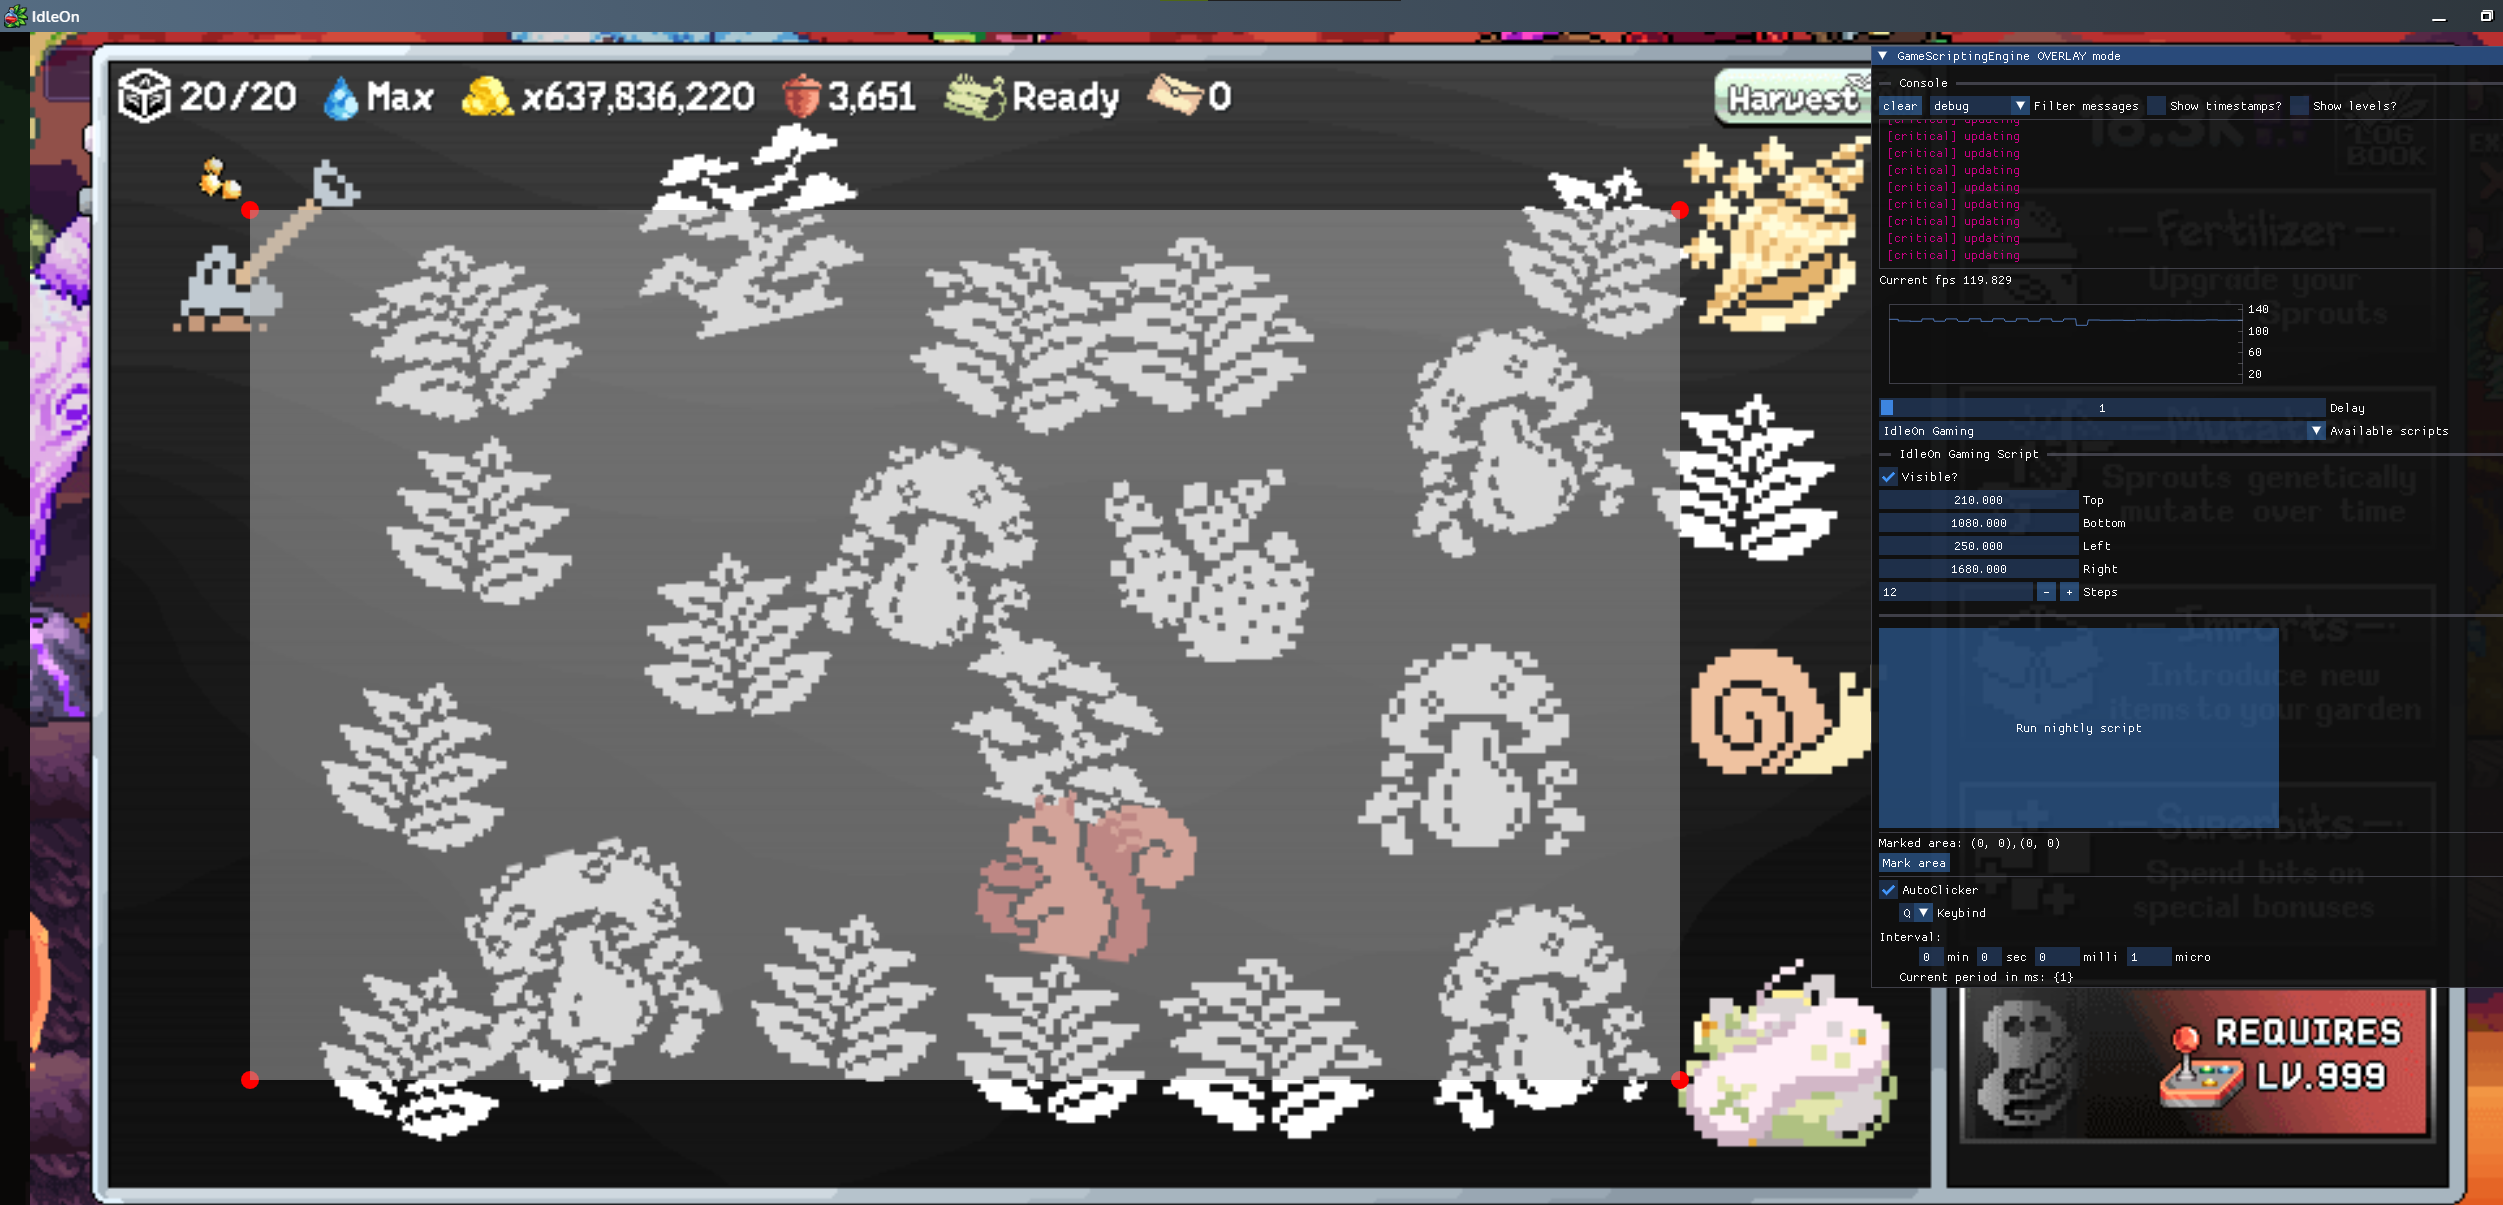 IdleOn
20/20 Max x637,836,220 3,651 Ready 0
Harvest
GameScriptingEngine OVERLAY mode
Console
clear debug Filter messages Show timestamps? Show levels?
[critical] updating
[critical] updating
[critical] updating
[critical] updating
[critical] updating
[critical] updating
[critical] updating
[critical] updating
[critical] updating
18.3K
LOG
BOOK
EX
Fertilizer
Upgrade your
sprouts
Current fps 119.829
140
100
60
20
1 Delay
IdleOn Gaming Available scripts
IdleOn Gaming Script
Visible?
Sprouts genetically
mutate over time
210.000 Top
1080.000 Bottom
250.000 Left
1680.000 Right
12 - + Steps
Imports
Introduce new
items to your garden
Run nightly script
Superbits
Spend bits on
special bonuses
Marked area: (0, 0),(0, 0)
Mark area
AutoClicker
Q Keybind
Interval:
0 min 0 sec 0 milli 1 micro
Current period in ms: {1}
REQUIRES
LV.999